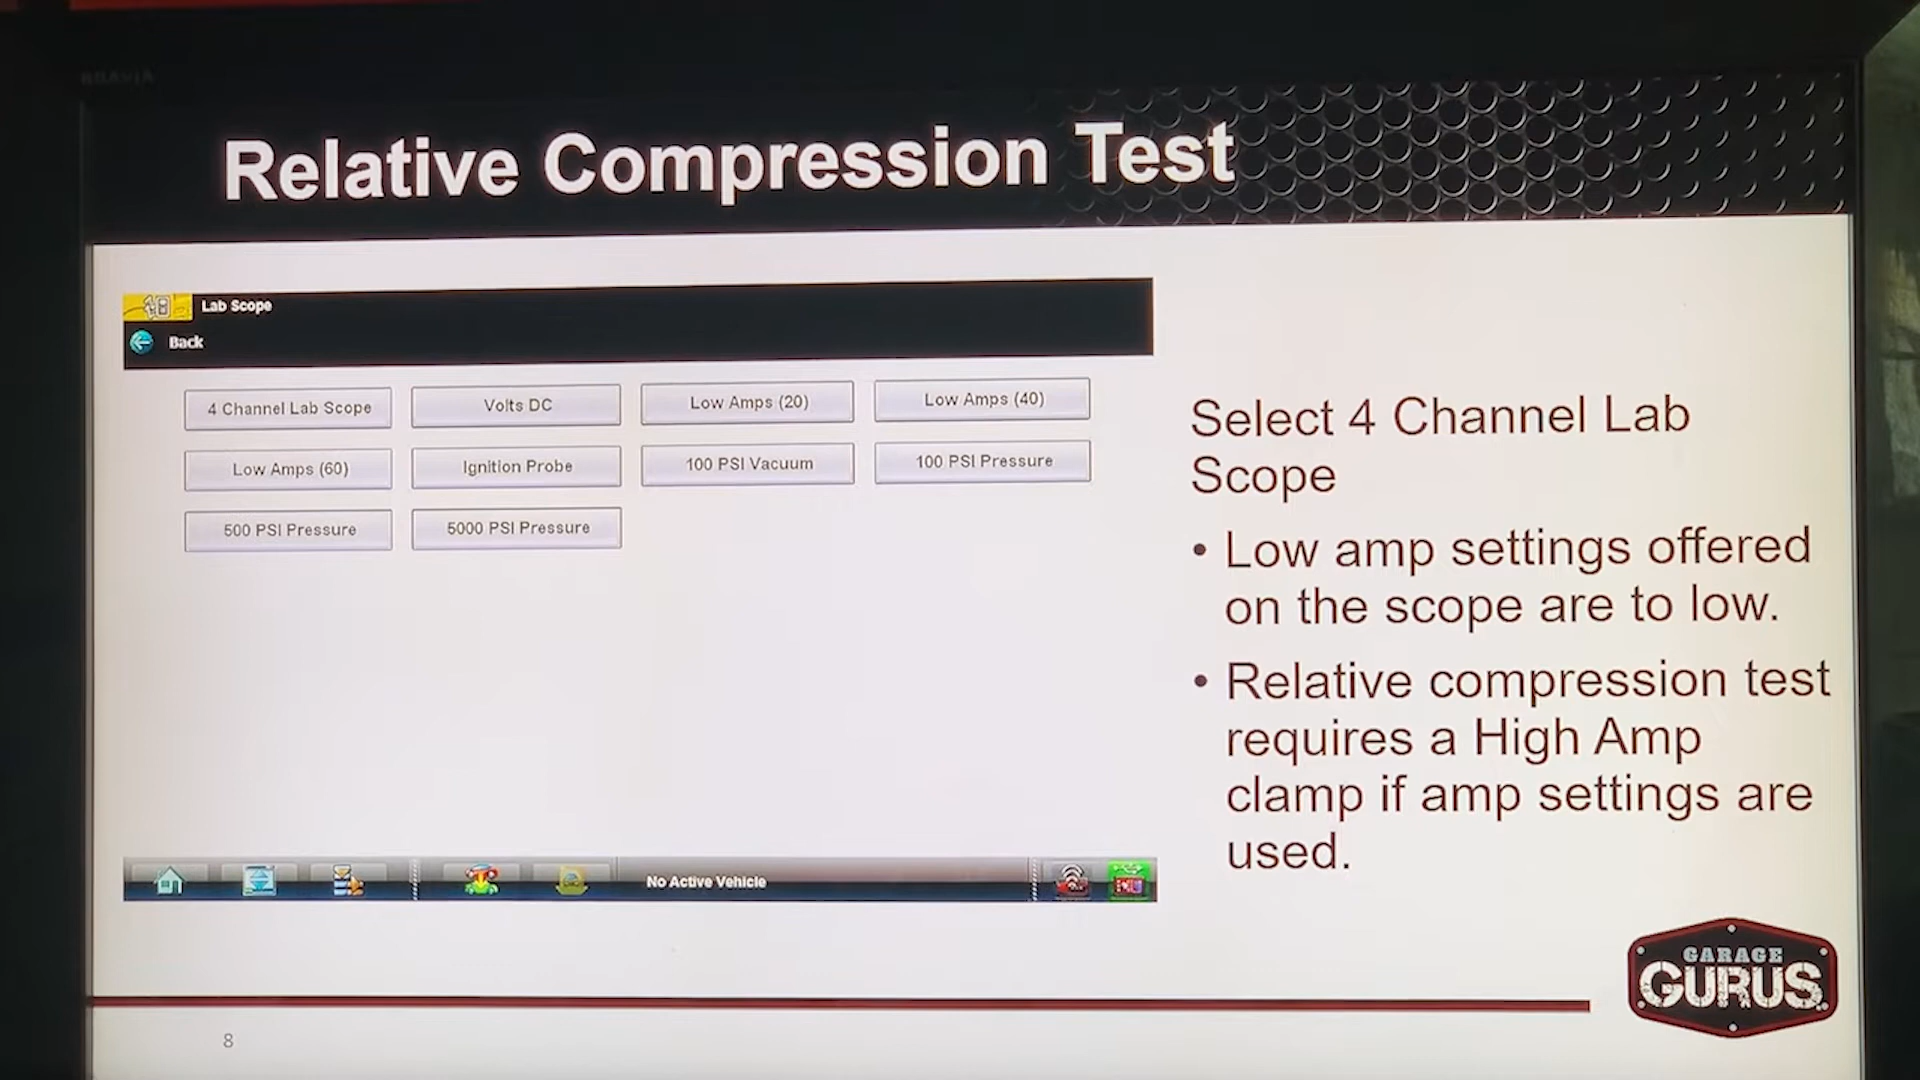 BRAVIA
Relative Compression Test
Lab Scope
Back
4 Channel Lab Scope
Volts DC
Low Amps (20)
Low Amps (40)
Low Amps (60)
Ignition Probe
100 PSI Vacuum
100 PSI Pressure
500 PSI Pressure
5000 PSI Pressure
No Active Vehicle
Select 4 Channel Lab
Scope
• Low amp settings offered
on the scope are to low.
• Relative compression test
requires a High Amp
clamp if amp settings are
used.
GARAGE
GURUS
8